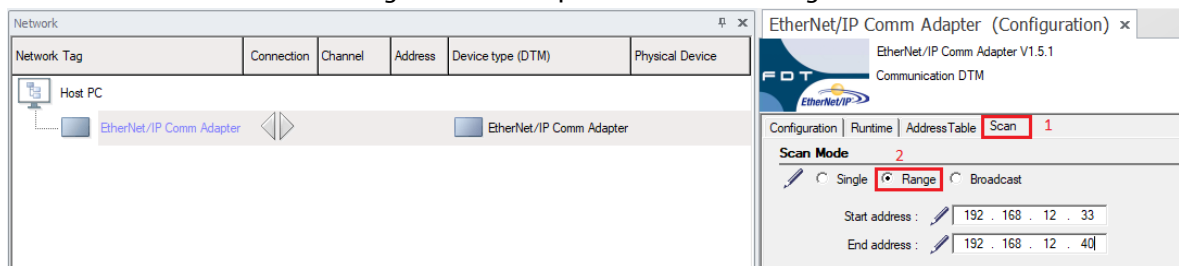 Network
Network Tag Connection Channel Address Device type (DTM) Physical Device
Host PC
EtherNet/IP Comm Adapter EtherNet/IP Comm Adapter
EtherNet/IP Comm Adapter (Configuration) ×
EtherNet/IP Comm Adapter V1.5.1
Communication DTM
FDT
EtherNet/IP
Configuration Runtime AddressTable Scan 1
Scan Mode 2
Single Range Broadcast
Start address : 192 . 168 . 12 . 33
End address : 192 . 168 . 12 . 40